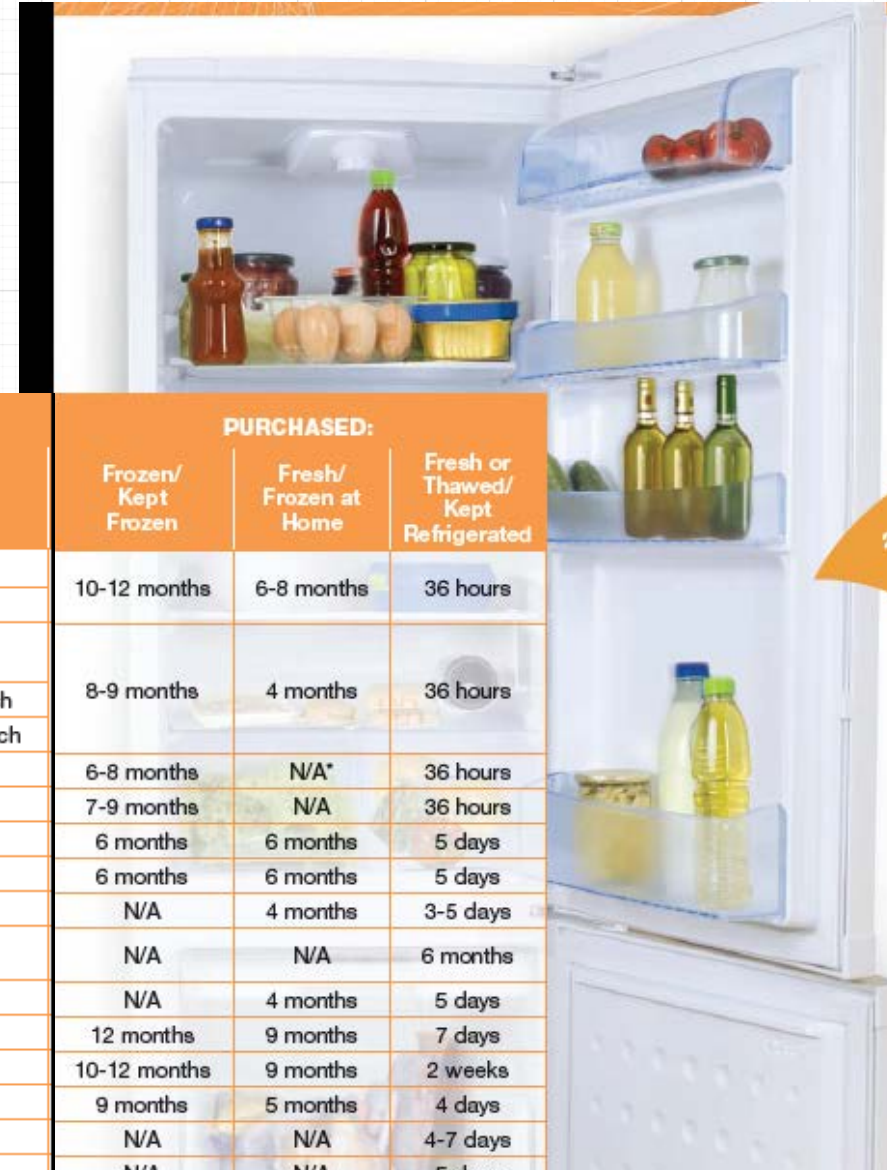 PURCHASED:
Frozen/
Kept
Frozen
Fresh/
Frozen at
Home
Fresh or
Thawed/
Kept
Refrigerated
10-12 months 6-8 months 36 hours
8-9 months 4 months 36 hours
h
ch
6-8 months N/A* 36 hours
7-9 months N/A 36 hours
6 months 6 months 5 days
6 months 6 months 5 days
N/A 4 months 3-5 days
N/A N/A 6 months
N/A 4 months 5 days
12 months 9 months 7 days
10-12 months 9 months 2 weeks
9 months 5 months 4 days
N/A N/A 4-7 days
N/A N/A 5 days